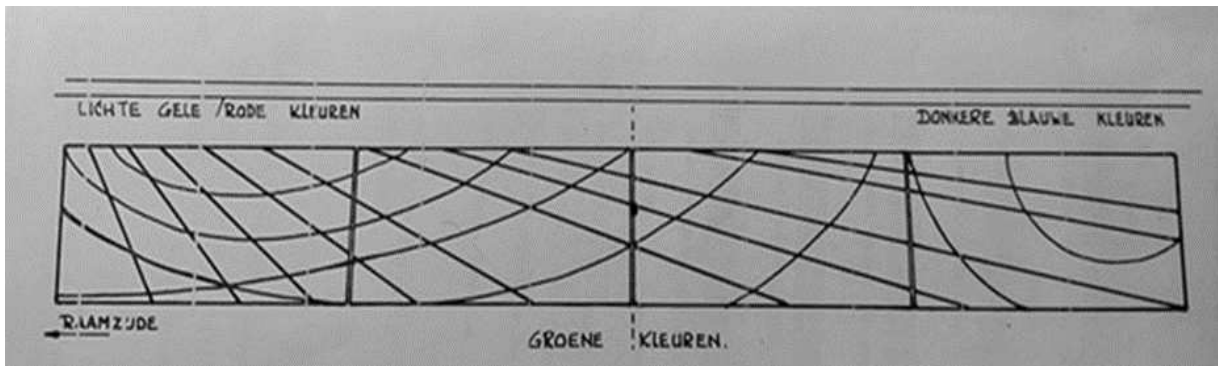 LICHTE GELE /RODE KLEUREN
DONKERE BLAUWE KLEUREN
RAAMZIJDE
GROENE KLEUREN.